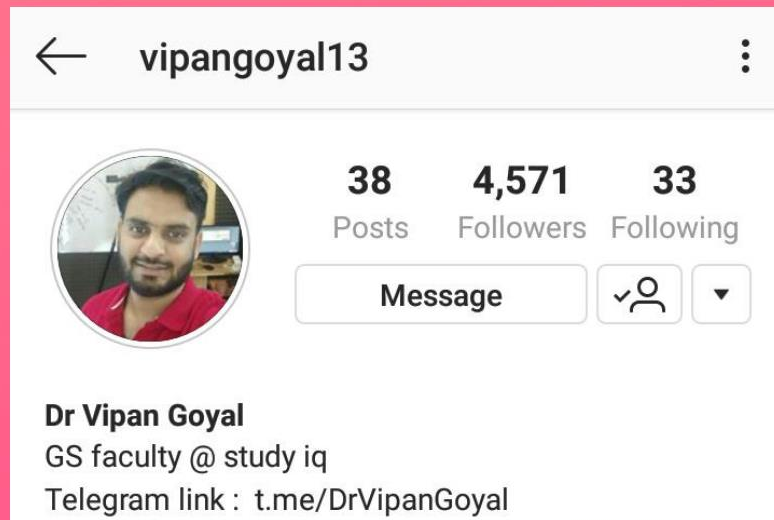 vipangoyal13
38 4,571 33
Posts Followers Following
Message
Dr Vipan Goyal
GS faculty @ study iq
Telegram link : t.me/DrVipanGoyal